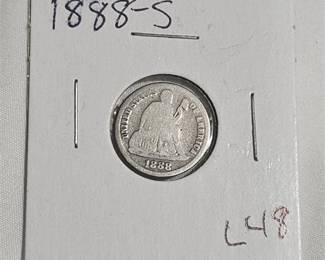 1888-S
UNITED STATES OF AMERICA
1888
L48